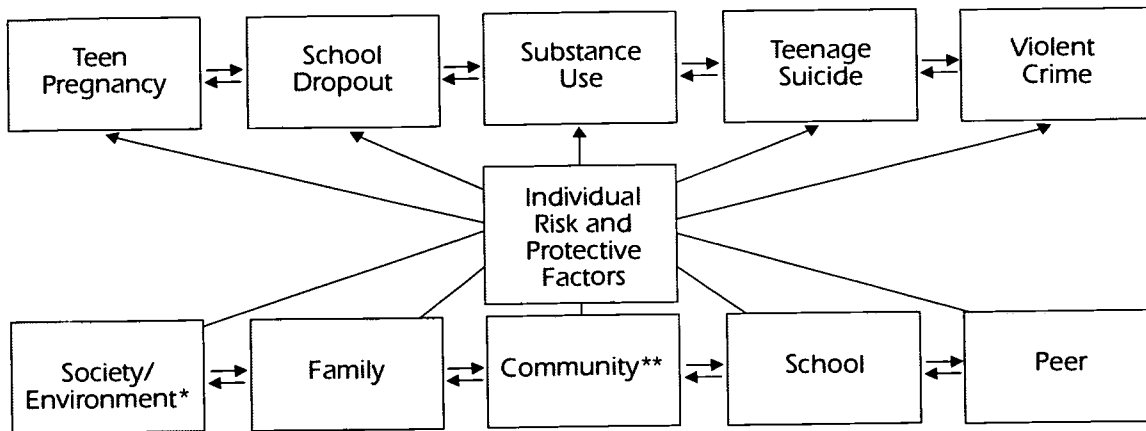 Teen
Pregnancy
School
Dropout
Substance
Use
Teenage
Suicide
Violent
Crime
Individual
Risk and
Protective
Factors
Society/
Environment*
Family
Community**
School
Peer